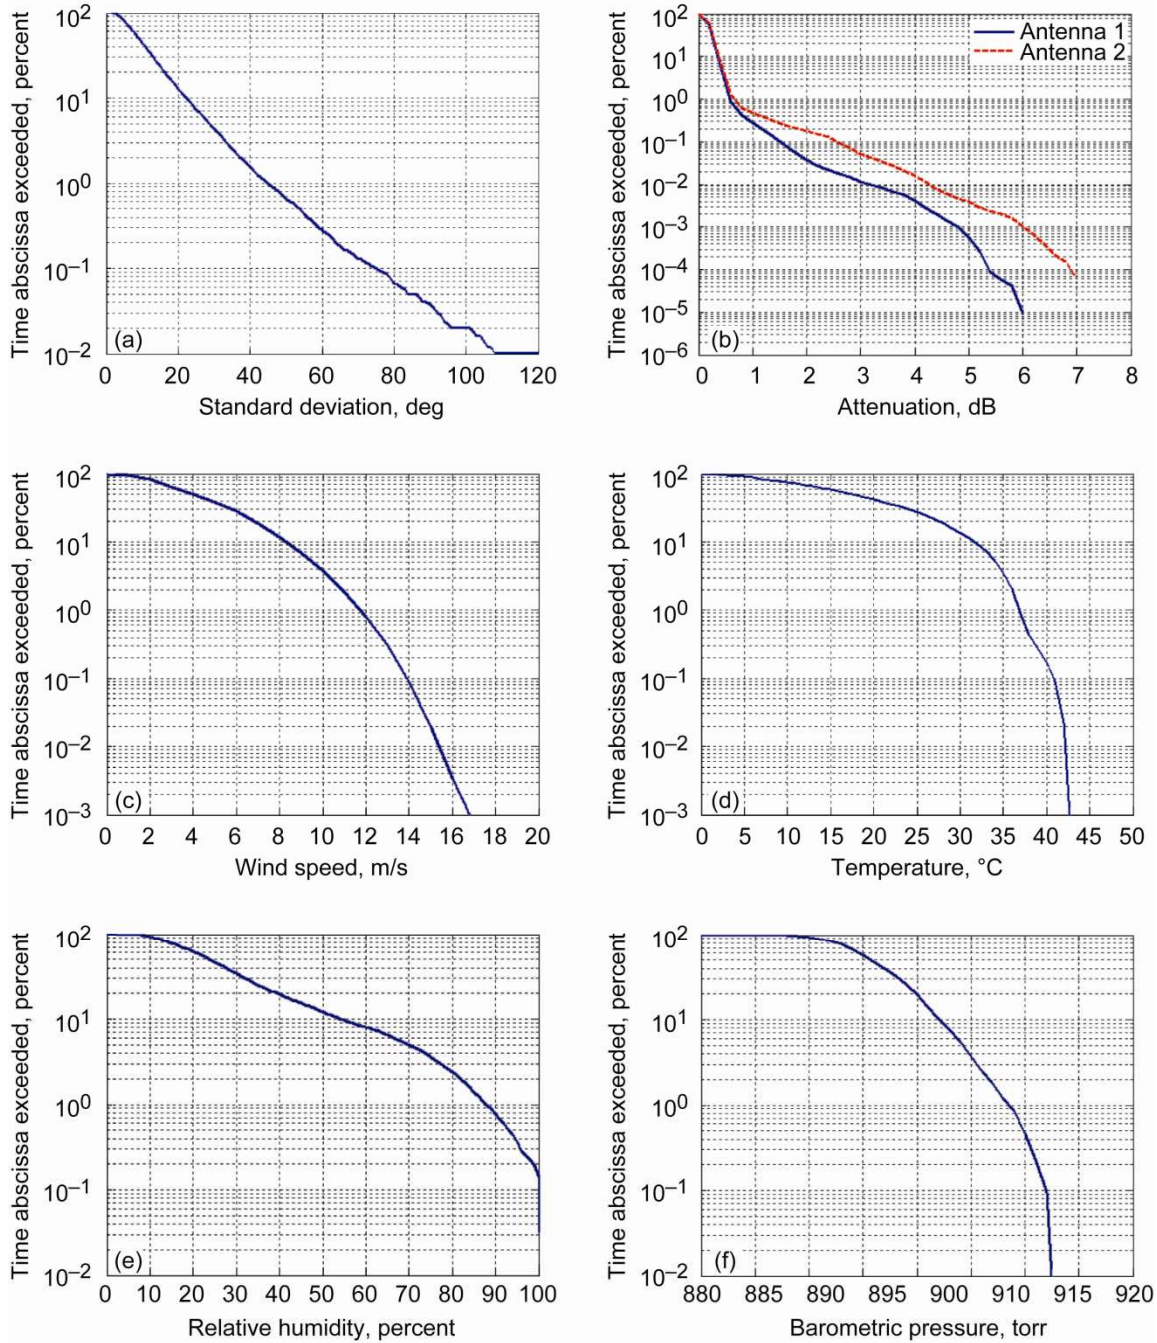 Time abscissa exceeded, percent
10²
10¹
10⁰
10⁻¹
10⁻²
(a)
0 20 40 60 80 100 120
Standard deviation, deg
Time abscissa exceeded, percent
10²
10⁰
10⁻¹
10⁻²
10⁻³
10⁻⁴
10⁻⁵
10⁻⁶
Antenna 1
Antenna 2
(b)
0 1 2 3 4 5 6 7 8
Attenuation, dB
Time abscissa exceeded, percent
10²
10¹
10⁰
10⁻¹
10⁻²
10⁻³
(c)
0 2 4 6 8 10 12 14 16 18 20
Wind speed, m/s
Time abscissa exceeded, percent
10²
10¹
10⁰
10⁻¹
10⁻²
10⁻³
(d)
0 5 10 15 20 25 30 35 40 45 50
Temperature, °C
Time abscissa exceeded, percent
10²
10¹
10⁰
10⁻¹
10⁻²
(e)
0 10 20 30 40 50 60 70 80 90 100
Relative humidity, percent
Time abscissa exceeded, percent
10²
10¹
10⁰
10⁻¹
10⁻²
(f)
880 885 890 895 900 905 910 915 920
Barometric pressure, torr